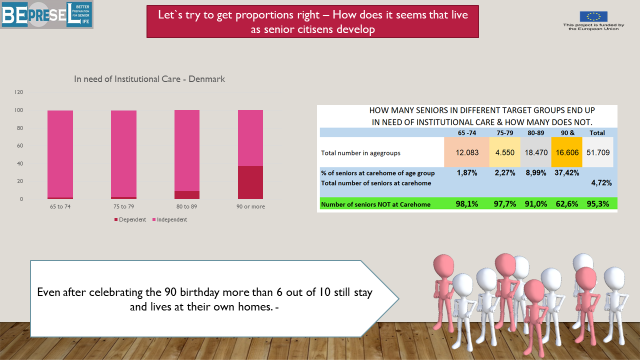 BEPRESEL
BETTER
PREPARATION
FOR SENIOR
LIFE
Let`s try to get proportions right – How does it seems that live
as senior citisens develop
This project is funded by
the European Union
In need of Institutional Care - Denmark
120
100
80
60
40
20
0
65 to 74 75 to 79 80 to 89 90 or more
Dependent Independent
HOW MANY SENIORS IN DIFFERENT TARGET GROUPS END UP
IN NEED OF INSTITUTIONAL CARE & HOW MANY DOES NOT.
65 -74 75-79 80-89 90 & Total
Total number in agegroups 12.083 4.550 18.470 16.606 51.709
% of seniors at carehome of age group 1,87% 2,27% 8,99% 37,42%
Total number of seniors at carehome 4,72%
Number of seniors NOT at Carehome 98,1% 97,7% 91,0% 62,6% 95,3%
Even after celebrating the 90 birthday more than 6 out of 10 still stay
and lives at their own homes. -